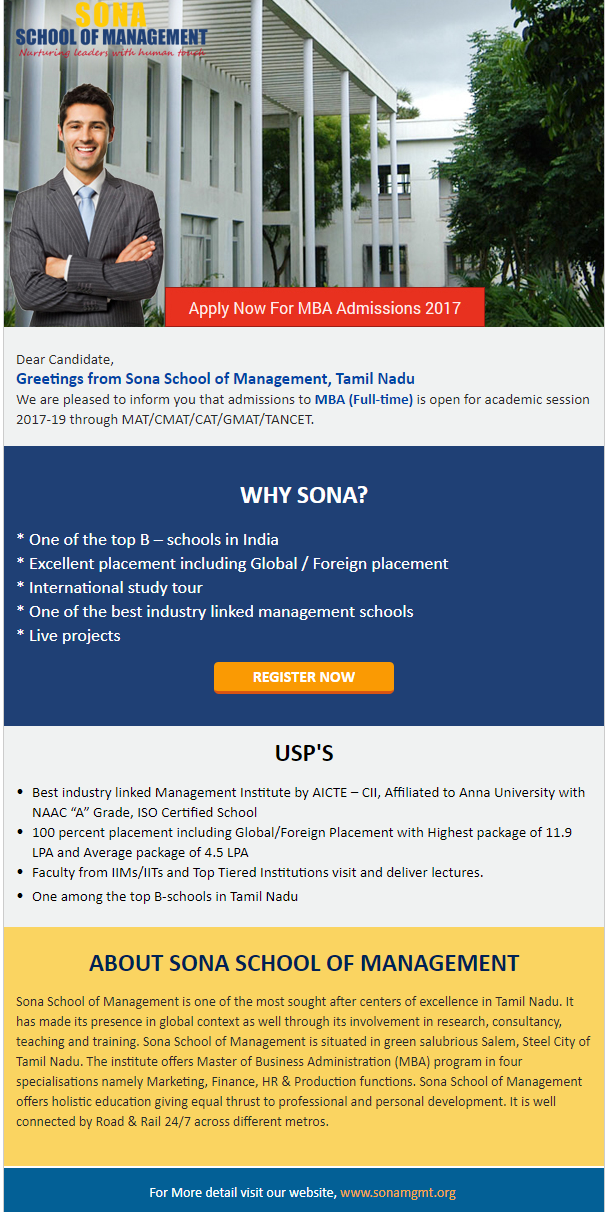 SONA
SCHOOL OF MANAGEMENT
Nurturing leaders with human touch
Apply Now For MBA Admissions 2017
Dear Candidate,
Greetings from Sona School of Management, Tamil Nadu
We are pleased to inform you that admissions to MBA (Full-time) is open for academic session
2017-19 through MAT/CMAT/CAT/GMAT/TANCET.
WHY SONA?
* One of the top B – schools in India
* Excellent placement including Global / Foreign placement
* International study tour
* One of the best industry linked management schools
* Live projects
REGISTER NOW
USP'S
• Best industry linked Management Institute by AICTE – CII, Affiliated to Anna University with
NAAC “A” Grade, ISO Certified School
• 100 percent placement including Global/Foreign Placement with Highest package of 11.9
LPA and Average package of 4.5 LPA
• Faculty from IIMs/IITs and Top Tiered Institutions visit and deliver lectures.
• One among the top B-schools in Tamil Nadu
ABOUT SONA SCHOOL OF MANAGEMENT
Sona School of Management is one of the most sought after centers of excellence in Tamil Nadu. It
has made its presence in global context as well through its involvement in research, consultancy,
teaching and training. Sona School of Management is situated in green salubrious Salem, Steel City of
Tamil Nadu. The institute offers Master of Business Administration (MBA) program in four
specialisations namely Marketing, Finance, HR & Production functions. Sona School of Management
offers holistic education giving equal thrust to professional and personal development. It is well
connected by Road & Rail 24/7 across different metros.
For More detail visit our website, www.sonamgmt.org